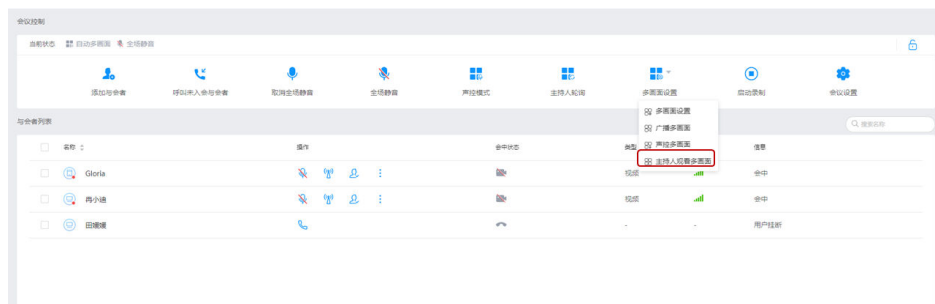 会议控制
当前状态 自动多画面 全场静音
添加与会者 呼叫未入会与会者 取消全场静音 全场静音 声控模式 主持人轮询 多画面设置 启动录制 会议设置
多画面设置
广播多画面
声控多画面
主持人观看多画面
与会者列表 搜索名称
名称 操作 会中状态 类型 信息
Gloria 视频 会中
冉小迪 视频 会中
田媛媛 - - 用户挂断